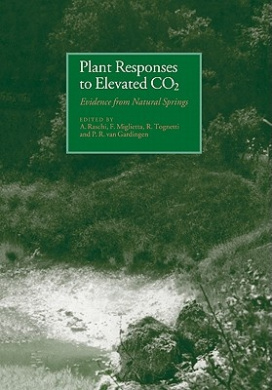 Plant Responses
to Elevated CO₂
Evidence from Natural Springs
EDITED BY
A. Raschi, F. Miglietta, R. Tognetti
and P. R. van Gardingen